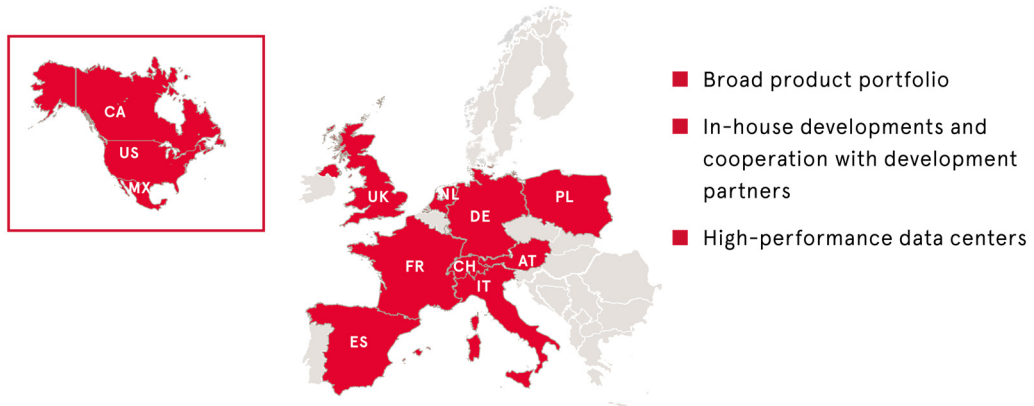 CA
US
MX
UK
NL
DE
PL
FR
CH
AT
IT
ES
Broad product portfolio
In-house developments and
cooperation with development
partners
High-performance data centers